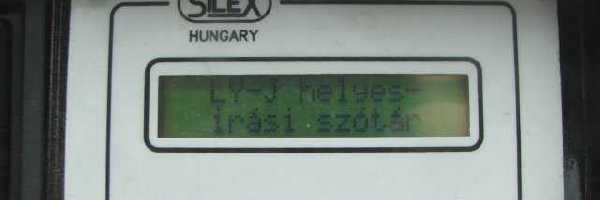 SILEX
HUNGARY
LY-J helyes-
írási szótár